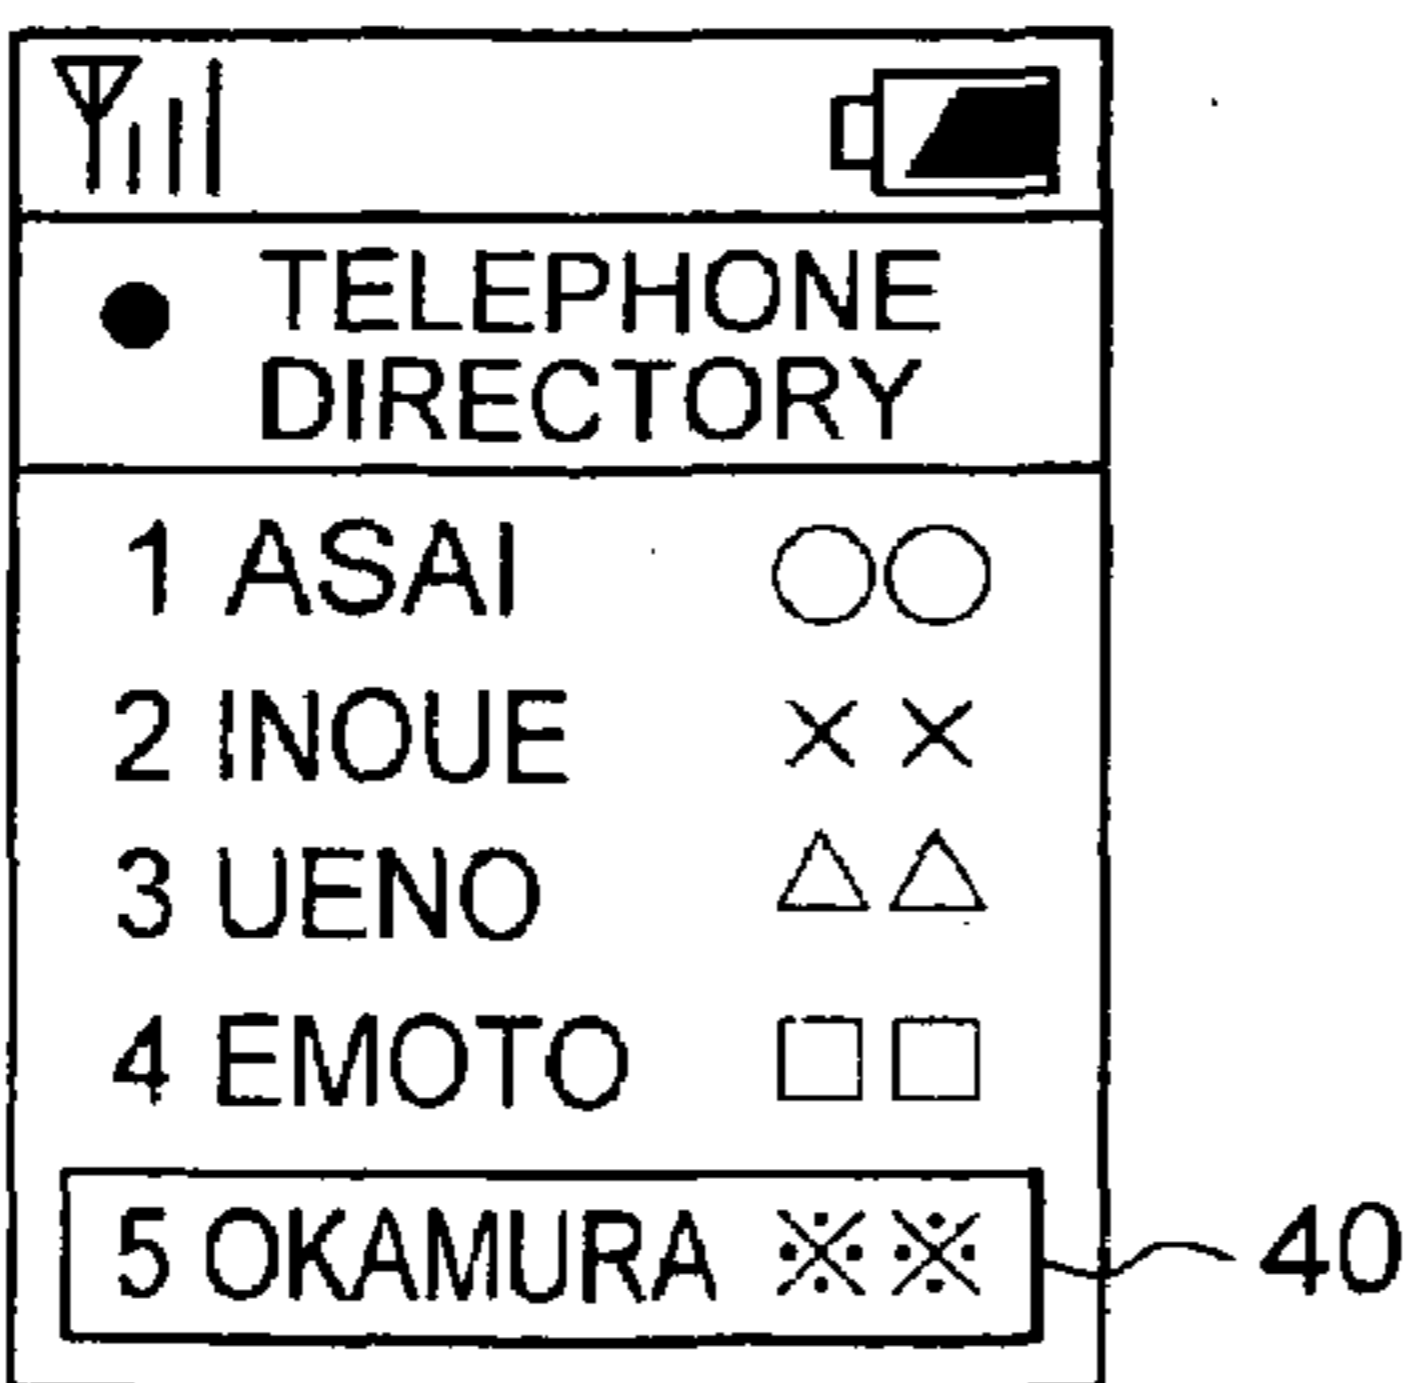 ● TELEPHONE
DIRECTORY
1 ASAI ○○
2 INOUE ××
3 UENO △△
4 EMOTO □□
5 OKAMURA ※※
40